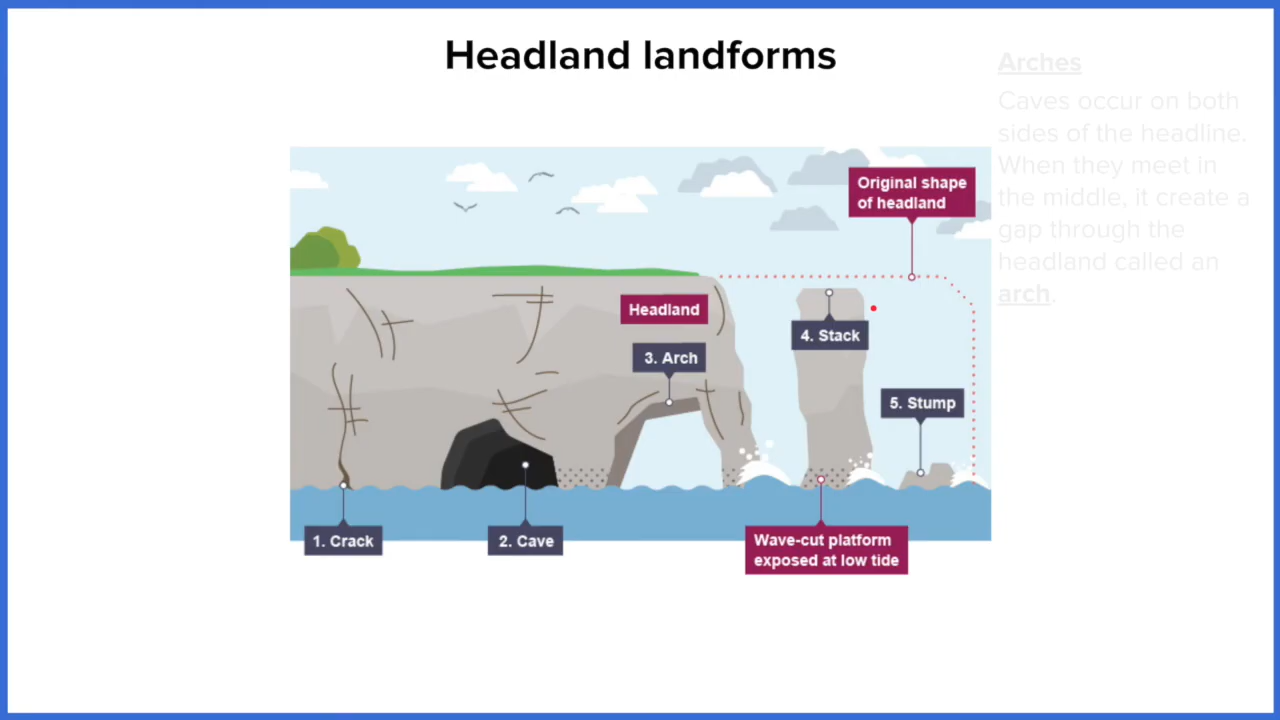 Headland landforms
Arches
Caves occur on both
sides of the headline.
When they meet in
the middle, it create a
gap through the
headland called an
arch.
Original shape
of headland
Headland
4. Stack
3. Arch
5. Stump
1. Crack
2. Cave
Wave-cut platform
exposed at low tide